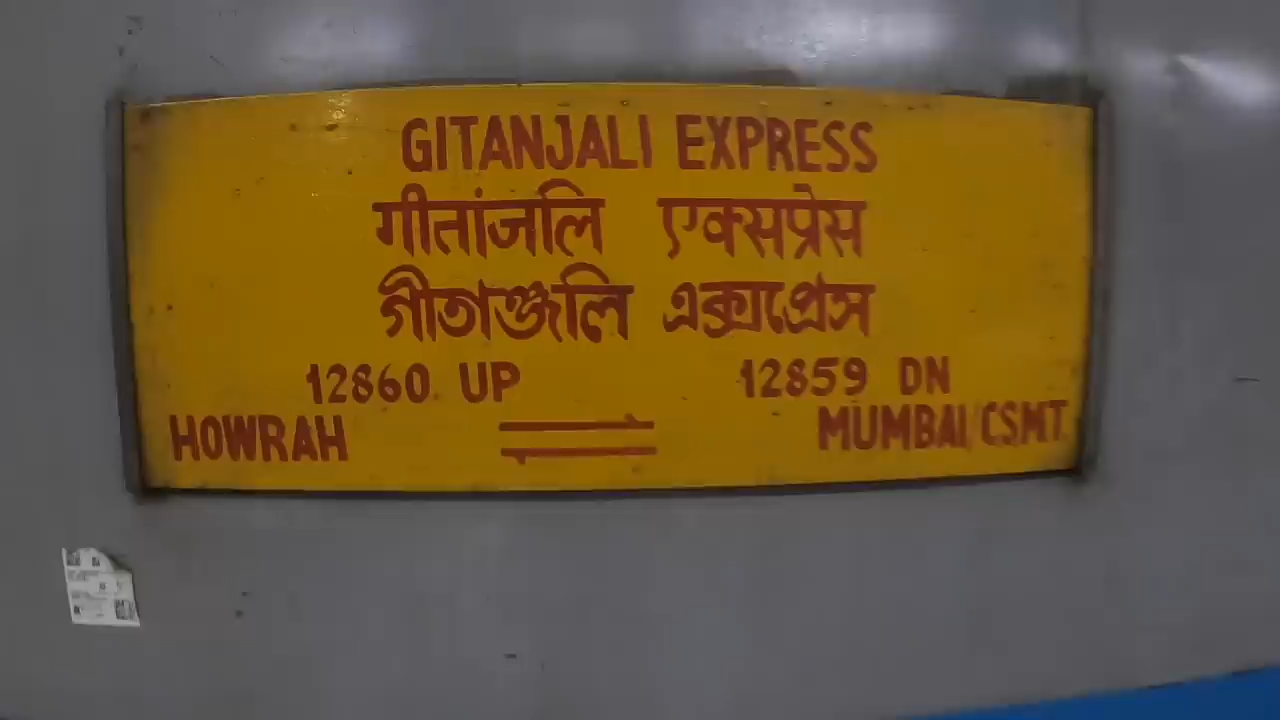 GITANJALI EXPRESS
गीतांजलि एक्सप्रेस
গীতাঞ্জলি এক্সপ্রেস
12860 UP 12859 DN
HOWRAH MUMBAI CSMT